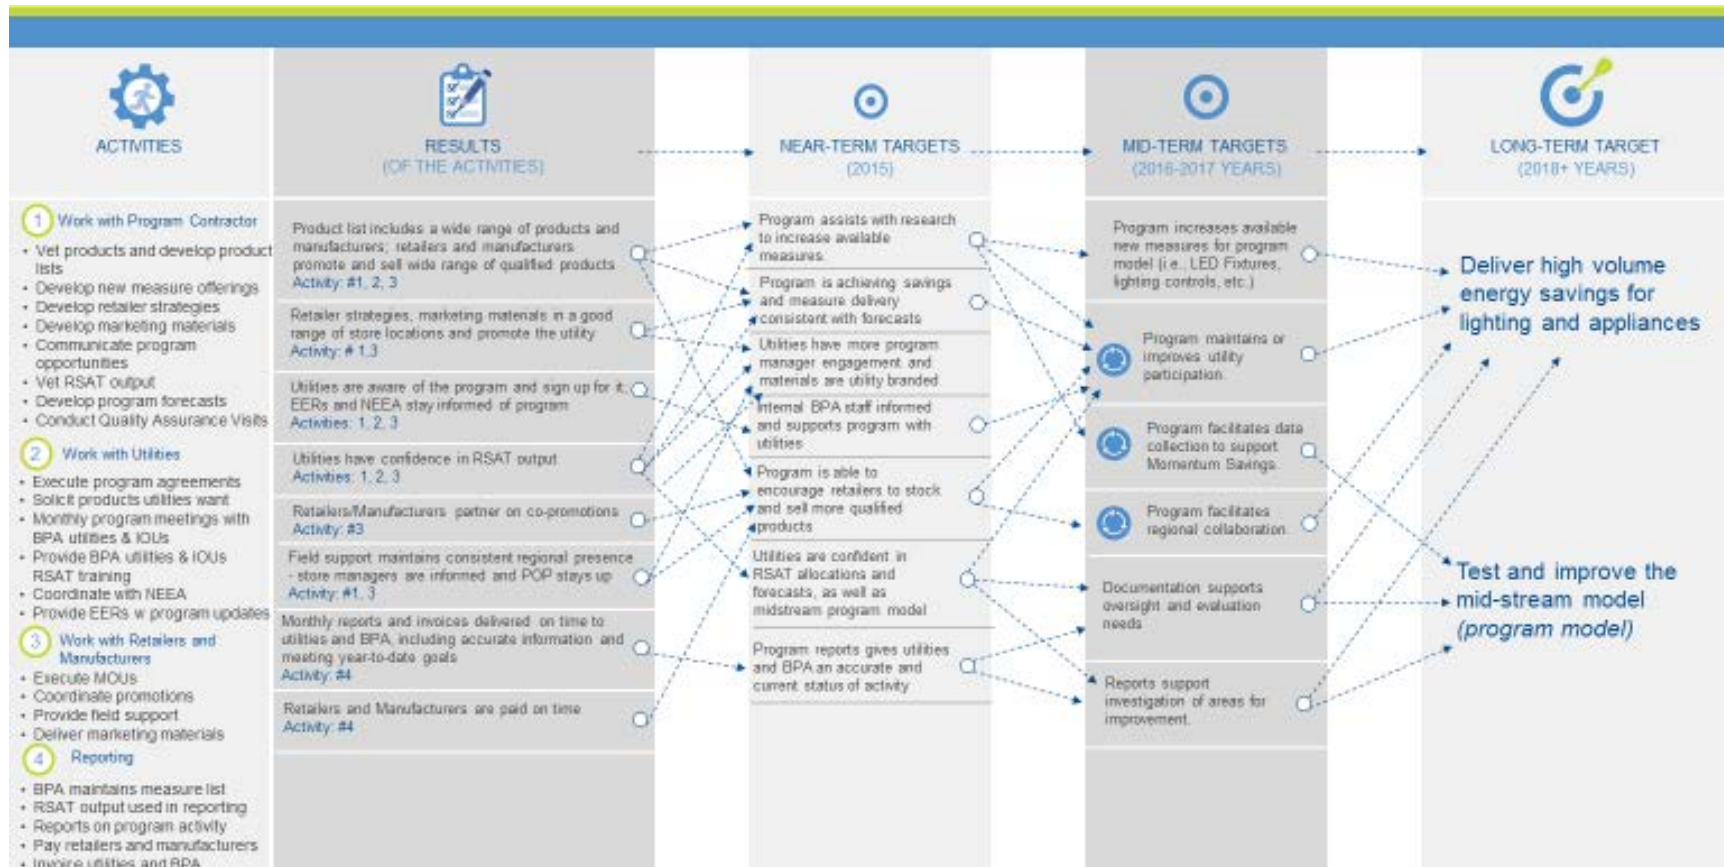 ACTIVITIES
1 Work with Program Contractor
• Vet products and develop product
lists
• Develop new measure offerings
• Develop retailer strategies
• Develop marketing materials
• Communicate program
opportunities
• Vet RSAT output
• Develop program forecasts
• Conduct Quality Assurance Visits
2 Work with Utilities
• Execute program agreements
• Solicit products utilities want
• Monthly program meetings with
BPA utilities & IOUs
• Provide BPA utilities & IOUs
RSAT training
• Coordinate with NEEA
• Provide EERs w program updates
3 Work with Retailers and
Manufacturers
• Execute MOUs
• Coordinate promotions
• Provide field support
• Deliver marketing materials
4 Reporting
• BPA maintains measure list
• RSAT output used in reporting
• Reports on program activity
• Pay retailers and manufacturers
• Invoice utilities and BPA
RESULTS
(OF THE ACTIVITIES)
Product list includes a wide range of products and
manufacturers; retailers and manufacturers
promote and sell wide range of qualified products
Activity: #1, 2, 3
Retailer strategies, marketing materials in a good
range of store locations and promote the utility
Activity: # 1,3
Utilities are aware of the program and sign up for it;
EERs and NEEA stay informed of program
Activities: 1, 2, 3
Utilities have confidence in RSAT output
Activities: 1, 2, 3
Retailers/Manufacturers partner on co-promotions
Activity: #3
Field support maintains consistent regional presence
- store managers are informed and POP stays up
Activity: #1, 3
Monthly reports and invoices delivered on time to
utilities and BPA, including accurate information and
meeting year-to-date goals
Activity: #4
Retailers and Manufacturers are paid on time
Activity: #4
NEAR-TERM TARGETS
(2015)
Program assists with research
to increase available
measures.
Program is achieving savings
and measure delivery
consistent with forecasts
Utilities have more program
manager engagement and
materials are utility branded
Internal BPA staff informed
and supports program with
utilities
Program is able to
encourage retailers to stock
and sell more qualified
products
Utilities are confident in
RSAT allocations and
forecasts, as well as
midstream program model
Program reports gives utilities
and BPA an accurate and
current status of activity
MID-TERM TARGETS
(2016-2017 YEARS)
Program increases available
new measures for program
model (i.e., LED Fixtures,
lighting controls, etc.)
Program maintains or
improves utility
participation.
Program facilitates data
collection to support
Momentum Savings.
Program facilitates
regional collaboration.
Documentation supports
oversight and evaluation
needs
Reports support
investigation of areas for
improvement.
LONG-TERM TARGET
(2018+ YEARS)
Deliver high volume
energy savings for
lighting and appliances
Test and improve the
mid-stream model
(program model)